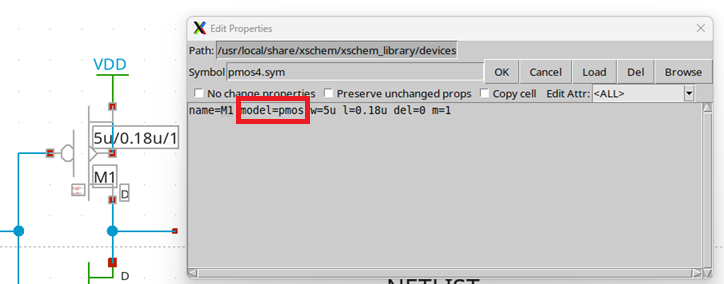 Edit Properties
Path: /usr/local/share/xschem/xschem_library/devices
Symbol pmos4.sym OK Cancel Load Del Browse
No change properties Preserve unchanged props Copy cell Edit Attr: <ALL>
name=M1 model=pmos w=5u l=0.18u del=0 m=1
VDD
5u/0.18u/1
M1
D
D
NETLIST